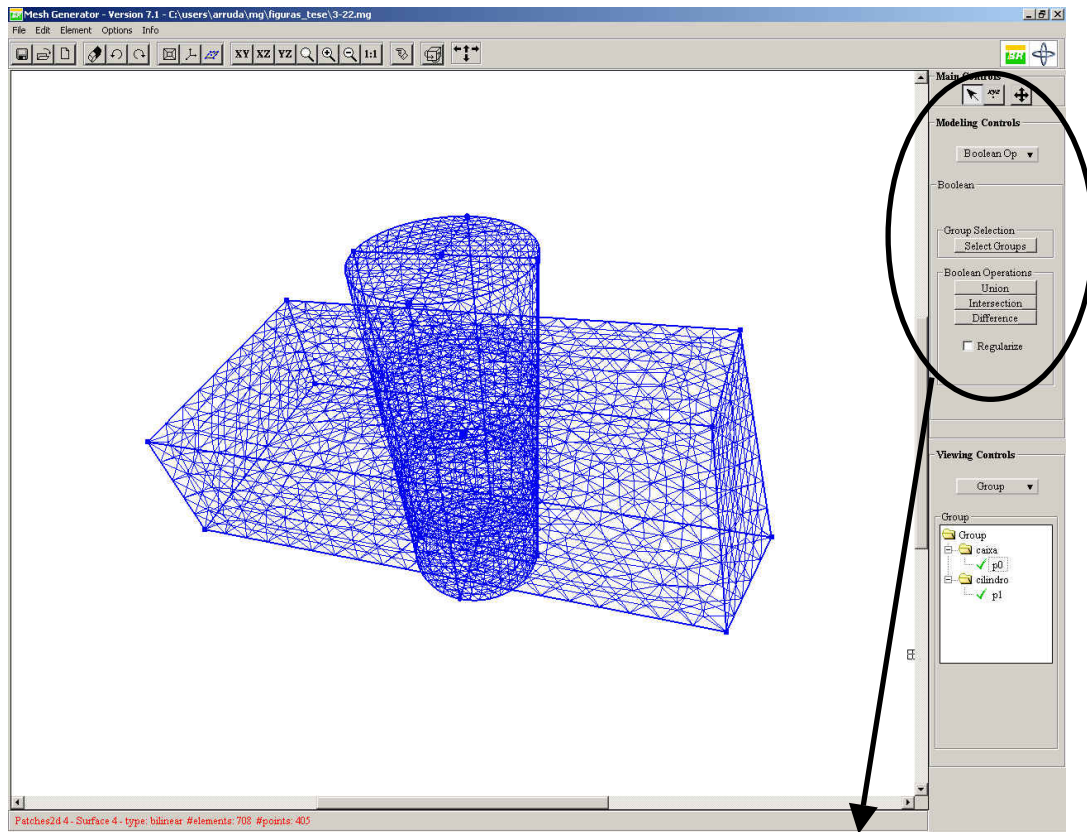 Mesh Generator - Version 7.1 - C:\users\arruda\mg\figuras_tese\3-22.mg
File Edit Element Options Info
XY XZ YZ 1:1
SR
Main Controls
xyz
Modeling Controls
Boolean Op
Boolean
Group Selection
Select Groups
Boolean Operations
Union
Intersection
Difference
Regularize
Viewing Controls
Group
Group
Group
caixa
p0
cilindro
p1
Patches2d 4 - Surface 4 - type: bilinear #elements: 708 #points: 405